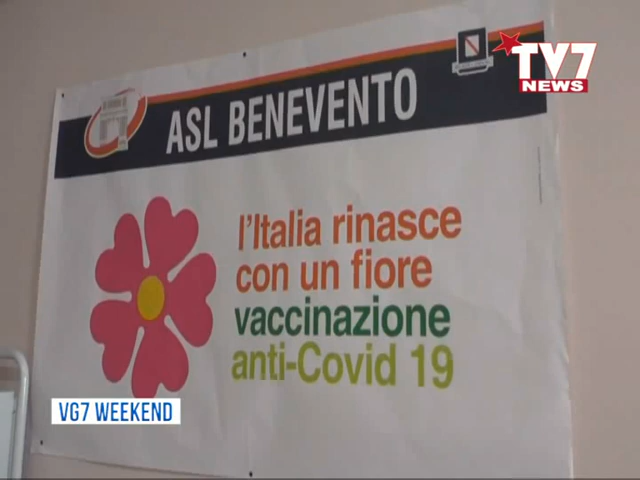 TV7
NEWS
ASL BENEVENTO
l'Italia rinasce
con un fiore
vaccinazione
anti-Covid 19
VG7 WEEKEND